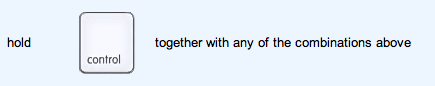 hold control together with any of the combinations above